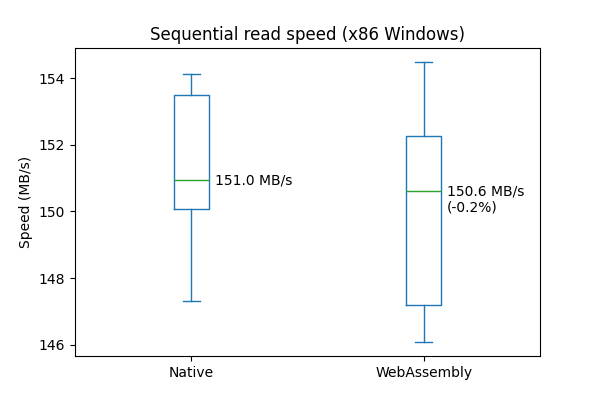 Sequential read speed (x86 Windows)
Speed (MB/s)
154
152
150
148
146
151.0 MB/s
150.6 MB/s
(-0.2%)
Native
WebAssembly